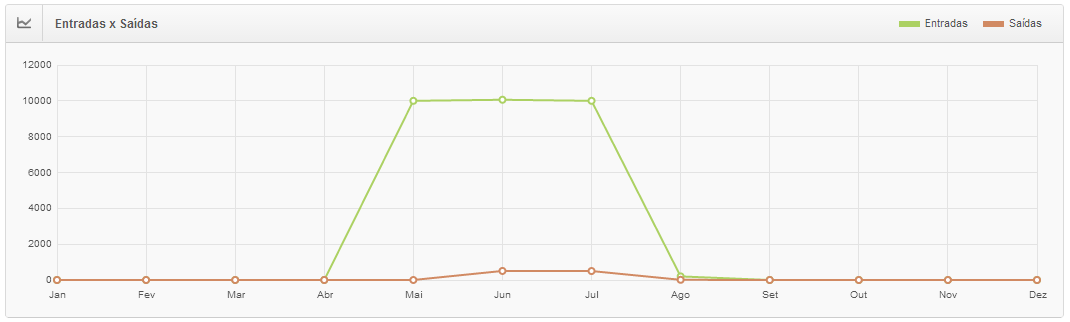 Entradas x Saídas
Entradas Saídas
12000
10000
8000
6000
4000
2000
0
Jan Fev Mar Abr Mai Jun Jul Ago Set Out Nov Dez